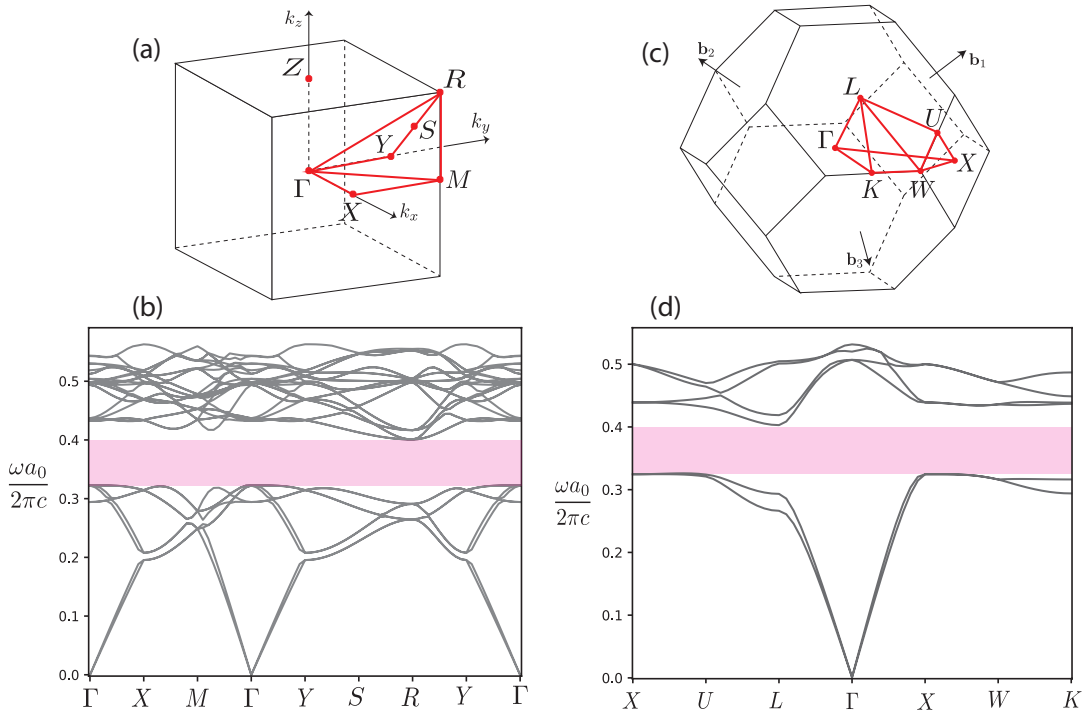 (a)
k_z
Z
R
k_y
S
Y
Γ
M
X
k_x
(c)
b_2
b_1
L
U
Γ
X
K
W
b_3
(b)
0.5
0.4
ωa_0
2πc
0.3
0.2
0.1
0.0
Γ X M Γ Y S R Y Γ
(d)
0.5
0.4
ωa_0
2πc
0.3
0.2
0.1
0.0
X U L Γ X W K